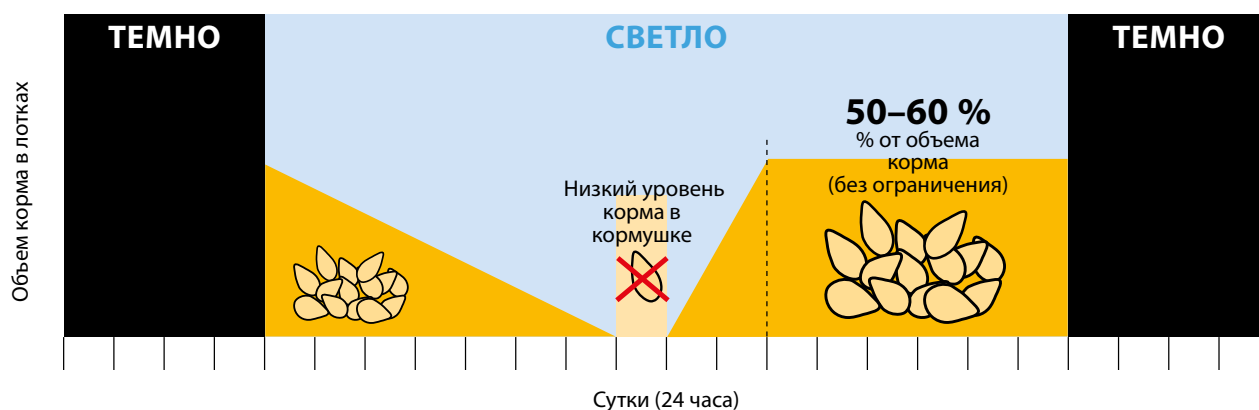 ТЕМНО
СВЕТЛО
ТЕМНО
Объем корма в лотках
50–60 %
% от объема
корма
(без ограничения)
Низкий уровень
корма в
кормушке
Сутки (24 часа)